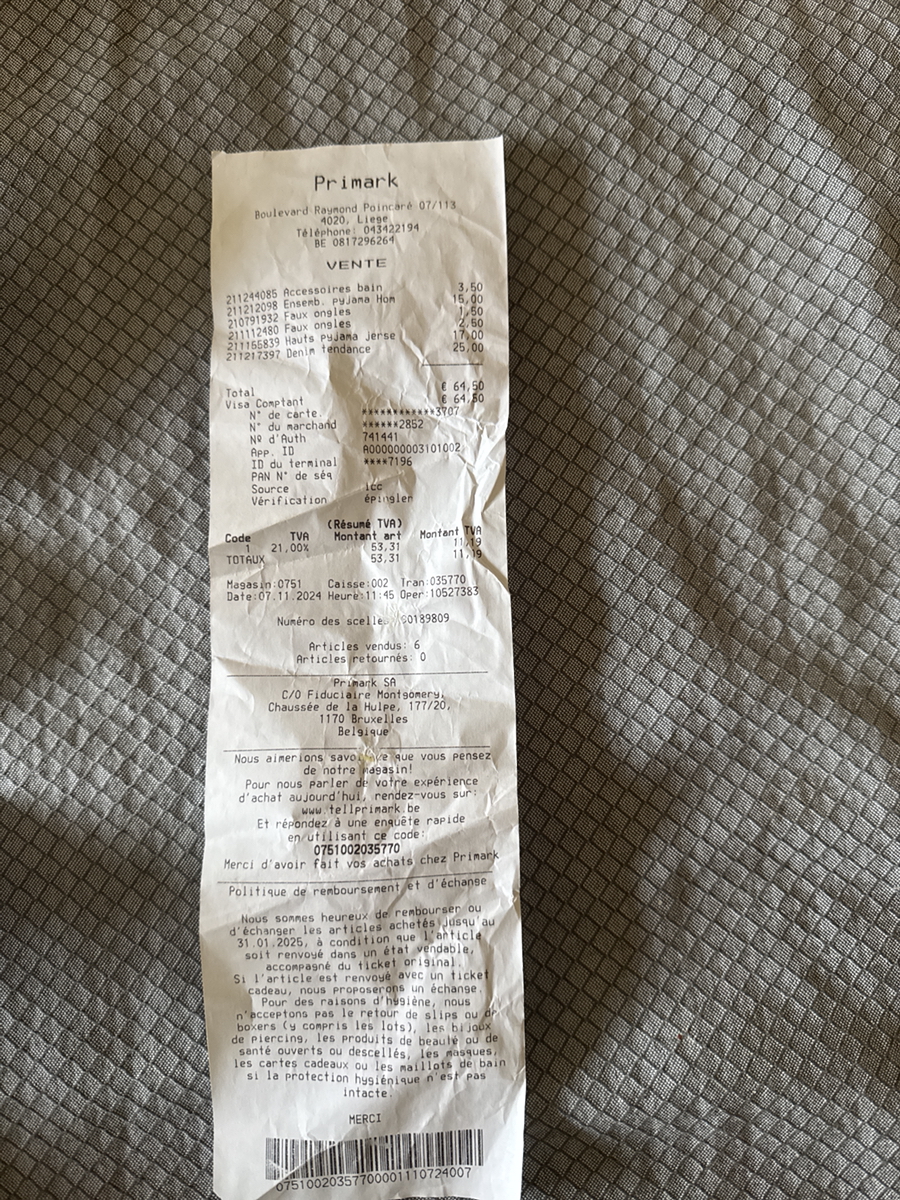 Primark
Boulevard Raymond Poincaré 07/113
4020, Liege
Téléphone: 043422194
BE 0817296264
VENTE
211244085 Accessoires bain 3,50
211212098 Ensemb. pyjama Hom 15,00
210791932 Faux ongles 1,50
211112480 Faux ongles 2,50
211155839 Hauts pyjama jerse 17,00
211217397 Denim tendance 25,00
Total € 64,50
Visa Comptant € 64,50
N° de carte. ************3707
N° du marchand ******2852
Nº d'Auth 741441
App. ID A000000003101002
ID du terminal ****7196
PAN N° de séq
Source icc
Vérification épingler
(Résumé TVA)
Code TVA Montant art Montant TVA
1 21,00% 53,31 11,19
TOTAUX 53,31 11,19
Magasin:0751 Caisse:002 Tran:035770
Date:07.11.2024 Heure:11:45 Oper:10527383
Numéro des scelle S0189809
Articles vendus: 6
Articles retournés: 0
Primark SA
C/O Fiduciaire Montgomery,
Chaussée de la Hulpe, 177/20,
1170 Bruxelles
Belgique
Nous aimerions savoir ce que vous pensez
de notre magasin!
Pour nous parler de votre expérience
d'achat aujourd'hui, rendez-vous sur:
www.tellprimark.be
Et répondez à une enquête rapide
en utilisant ce code:
0751002035770
Merci d'avoir fait vos achats chez Primark
Politique de remboursement et d'échange
Nous sommes heureux de rembourser ou
d'échanger les articles achetés jusqu'au
31.01.2025, à condition que l'article
soit renvoyé dans un état vendable,
accompagné du ticket original.
Si l'article est renvoyé avec un ticket
cadeau, nous proposerons un échange.
Pour des raisons d'hygiène, nous
n'acceptons pas le retour de slips ou de
boxers (y compris les lots), les bijoux
de piercing, les produits de beauté ou de
santé ouverts ou descellés, les masques,
les cartes cadeaux ou les maillots de bain
si la protection hygiénique n'est pas
intacte.
MERCI
07510020357700001110724007